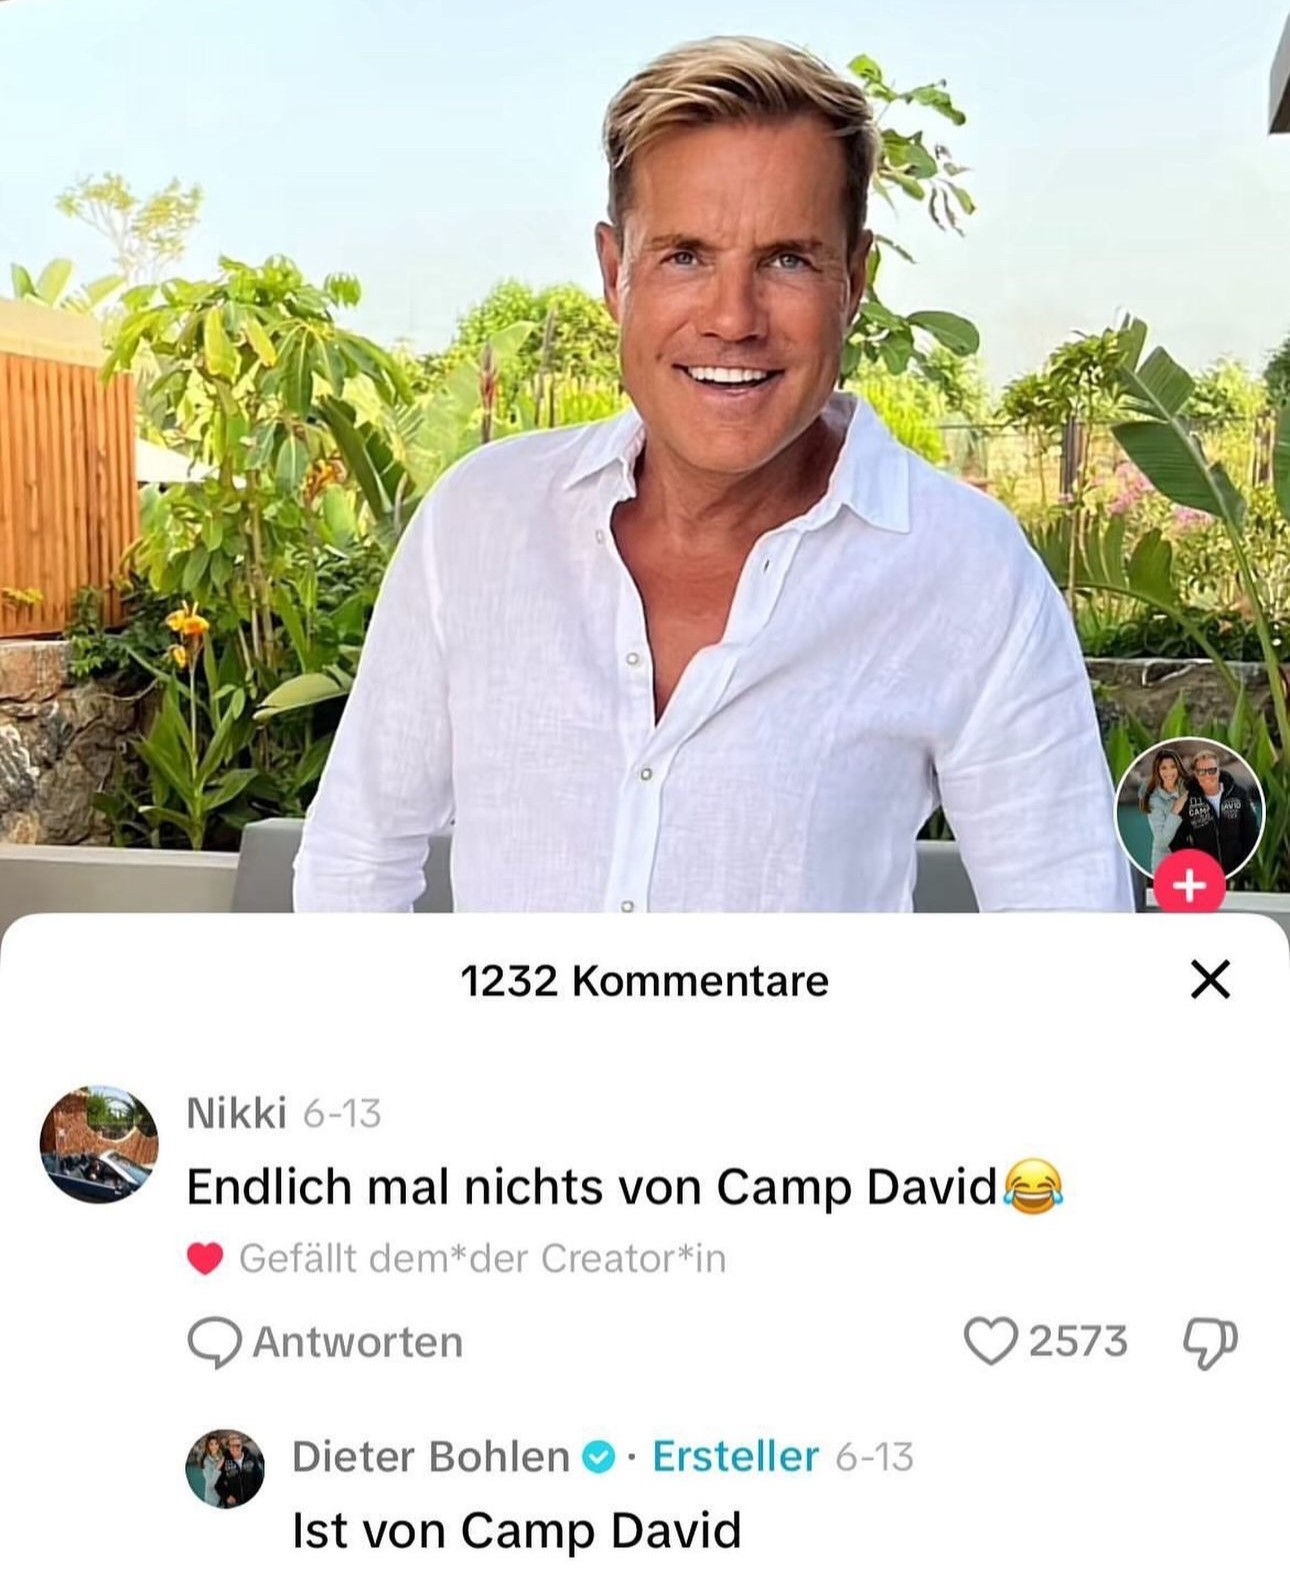 1232 Kommentare
Nikki 6-13
Endlich mal nichts von Camp David😂
Gefällt dem*der Creator*in
Antworten
2573
Dieter Bohlen · Ersteller 6-13
Ist von Camp David